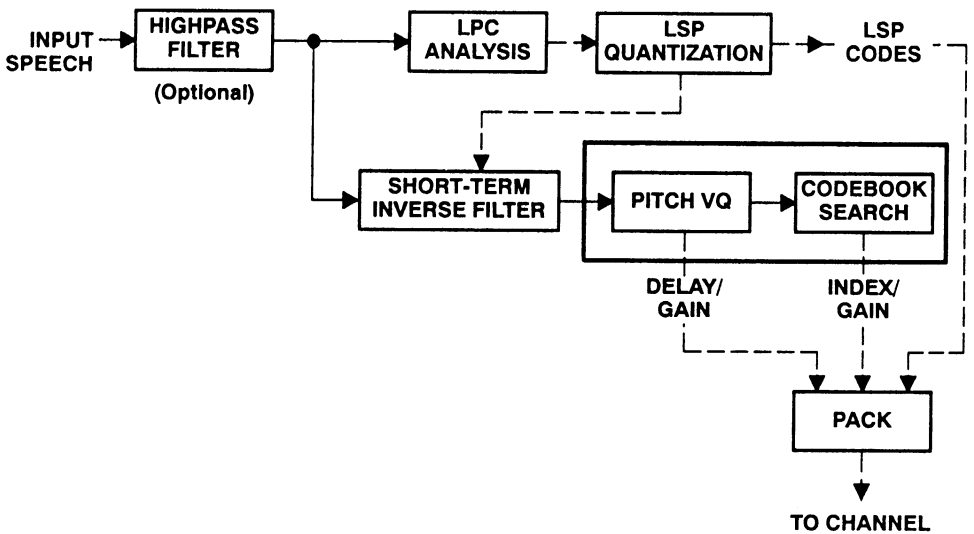 INPUT
SPEECH
HIGHPASS
FILTER
(Optional)
LPC
ANALYSIS
LSP
QUANTIZATION
LSP
CODES
SHORT-TERM
INVERSE FILTER
PITCH VQ
CODEBOOK
SEARCH
DELAY/
GAIN
INDEX/
GAIN
PACK
TO CHANNEL